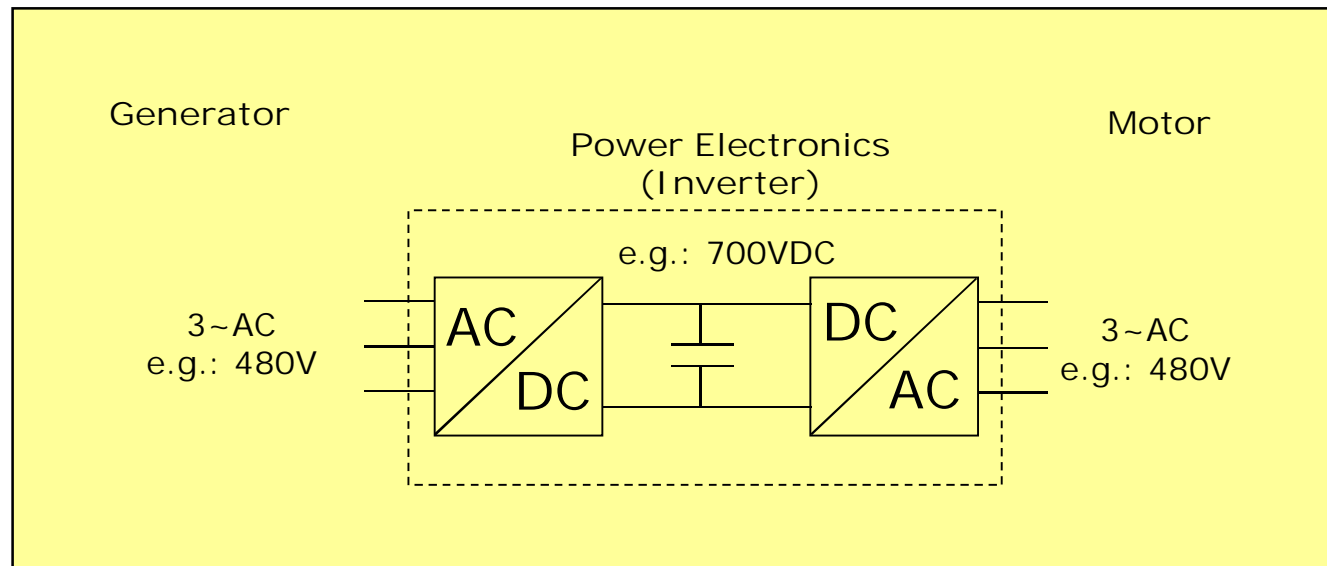 Generator
Motor
Power Electronics
(Inverter)
e.g.: 700VDC
3~AC
e.g.: 480V
AC
DC
DC
AC
3~AC
e.g.: 480V